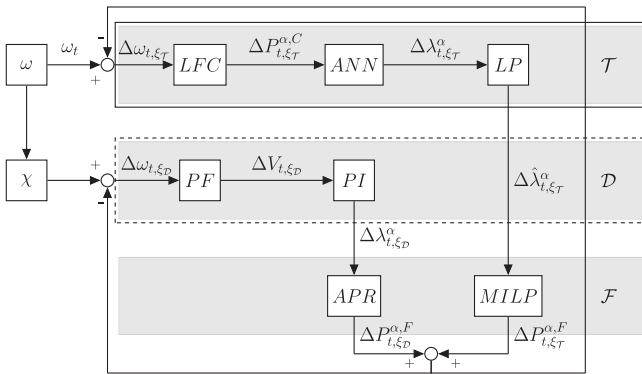 -
ω ω_t + Δω_{t,ξ_𝒯} LFC ΔP^{α,C}_{t,ξ_𝒯} ANN Δλ^α_{t,ξ_𝒯} LP 𝒯
χ + Δω_{t,ξ_𝒟} PF ΔV_{t,ξ_𝒟} PI Δλ̂^α_{t,ξ_𝒯} 𝒟
-
Δλ^α_{t,ξ_𝒟}
APR MILP ℱ
ΔP^{α,F}_{t,ξ_𝒟} ΔP^{α,F}_{t,ξ_𝒯}
+ +